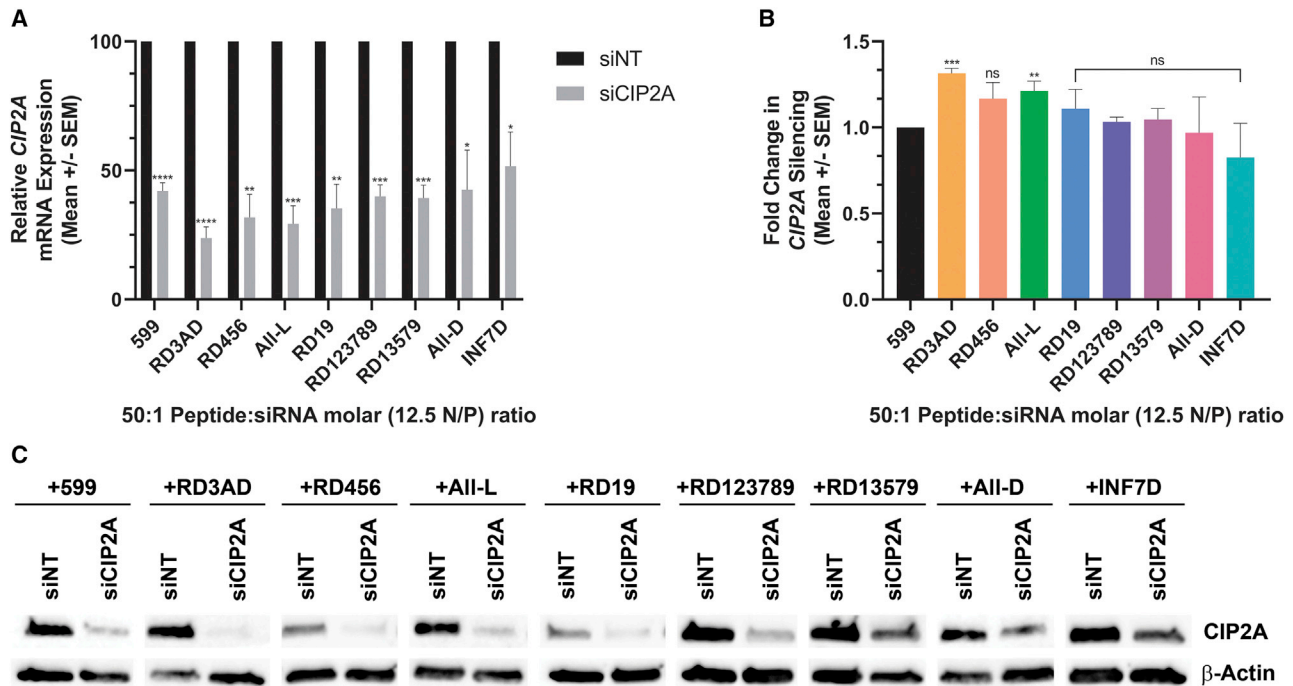 A
Relative CIP2A
mRNA Expression
(Mean +/- SEM)
100
50
0
****
****
**
***
**
***
***
*
*
siNT
siCIP2A
599
RD3AD
RD456
All-L
RD19
RD123789
RD13579
All-D
INF7D
50:1 Peptide:siRNA molar (12.5 N/P) ratio
B
Fold Change in
CIP2A Silencing
(Mean +/- SEM)
1.5
1.0
0.5
0.0
***
ns
**
ns
599
RD3AD
RD456
All-L
RD19
RD123789
RD13579
All-D
INF7D
50:1 Peptide:siRNA molar (12.5 N/P) ratio
C
+599 +RD3AD +RD456 +All-L +RD19 +RD123789 +RD13579 +All-D +INF7D
siNT siCIP2A siNT siCIP2A siNT siCIP2A siNT siCIP2A siNT siCIP2A siNT siCIP2A siNT siCIP2A siNT siCIP2A siNT siCIP2A
CIP2A
β-Actin